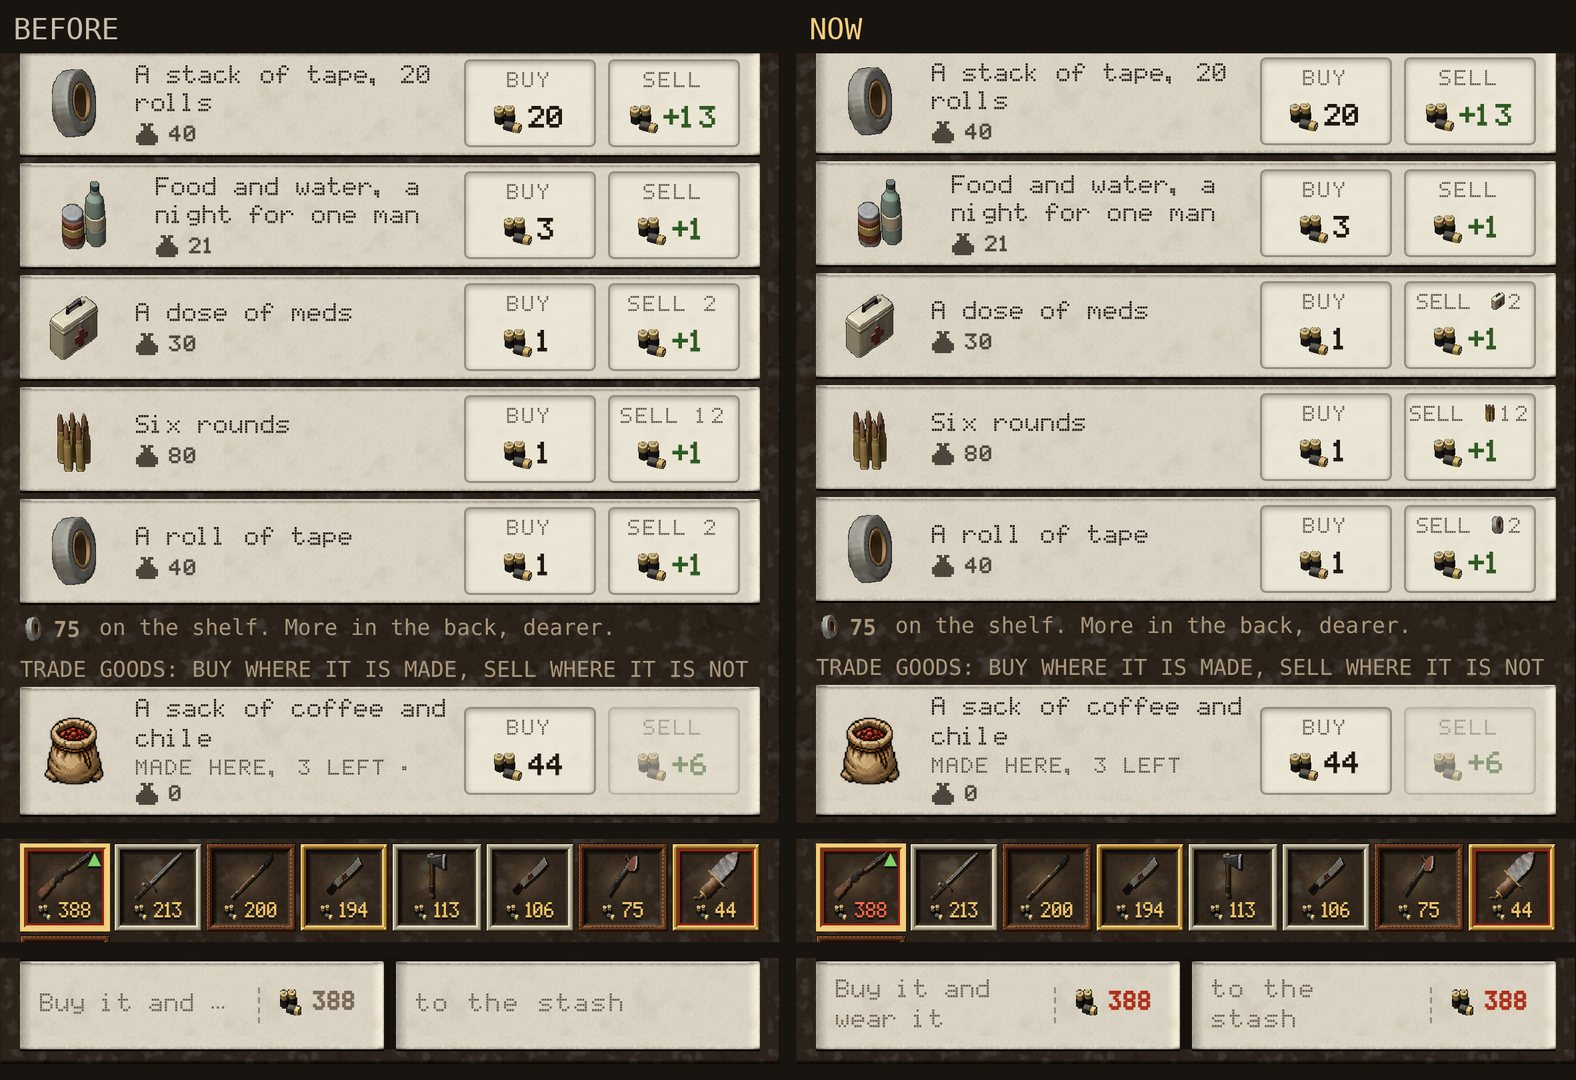 BEFORE
A stack of tape, 20
rolls
40
BUY
20
SELL
+13
Food and water, a
night for one man
21
BUY
3
SELL
+1
A dose of meds
30
BUY
1
SELL 2
+1
Six rounds
80
BUY
1
SELL 12
+1
A roll of tape
40
BUY
1
SELL 2
+1
75 on the shelf. More in the back, dearer.
TRADE GOODS: BUY WHERE IT IS MADE, SELL WHERE IT IS NOT
A sack of coffee and
chile
MADE HERE, 3 LEFT ·
0
BUY
44
SELL
+6
388 213 200 194 113 106 75 44
Buy it and … 388
to the stash
NOW
A stack of tape, 20
rolls
40
BUY
20
SELL
+13
Food and water, a
night for one man
21
BUY
3
SELL
+1
A dose of meds
30
BUY
1
SELL 2
+1
Six rounds
80
BUY
1
SELL 12
+1
A roll of tape
40
BUY
1
SELL 2
+1
75 on the shelf. More in the back, dearer.
TRADE GOODS: BUY WHERE IT IS MADE, SELL WHERE IT IS NOT
A sack of coffee and
chile
MADE HERE, 3 LEFT
0
BUY
44
SELL
+6
388 213 200 194 113 106 75 44
Buy it and
wear it
388
to the
stash
388